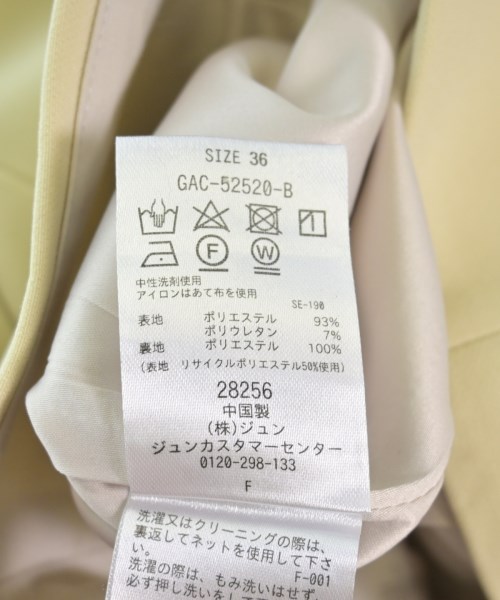 SIZE 36
GAC-52520-B
F W
中性洗剤使用
アイロンはあて布を使用
SE-190
表地 ポリエステル 93%
ポリウレタン 7%
裏地 ポリエステル 100%
(表地 リサイクルポリエステル50%使用)
28256
中国製
(株)ジュン
ジュンカスタマーセンター
0120-298-133
F
洗濯又はクリーニングの際は、
裏返してネットを使用して下さ
い。 F-001
洗濯の際は、もみ洗いはせず、
必ず押し洗いをして下さい。